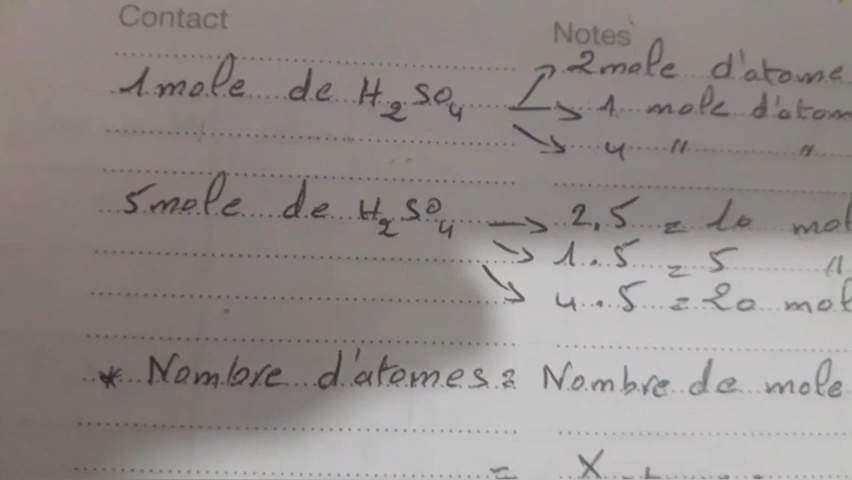 Contact
Notes
1 mole de H₂SO₄ → 2 mole d'atome
→ 1 mole d'atom
→ 4 " "
5 mole de H₂SO₄ → 2.5 = 10 mol
→ 1.5 = 5 "
→ 4.5 = 20 mol
* Nombre d'atomes = Nombre de mole
= X